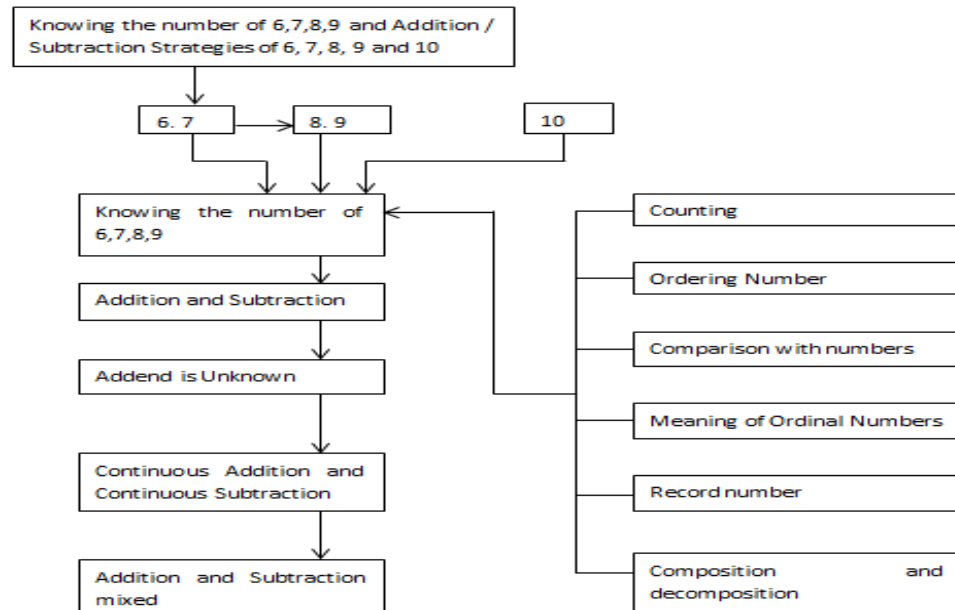 Knowing the number of 6,7,8,9 and Addition /
Subtraction Strategies of 6, 7, 8, 9 and 10
6. 7
8. 9
10
Knowing the number of
6,7,8,9
Addition and Subtraction
Addend is Unknown
Continuous Addition and
Continuous Subtraction
Addition and Subtraction
mixed
Counting
Ordering Number
Comparison with numbers
Meaning of Ordinal Numbers
Record number
Composition and
decomposition